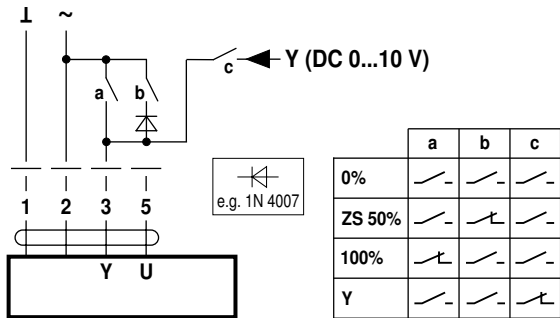 ⊥ ~
a b c Y (DC 0...10 V)
1 2 3 5
Y U
e.g. 1N 4007
a b c
0%
ZS 50%
100%
Y